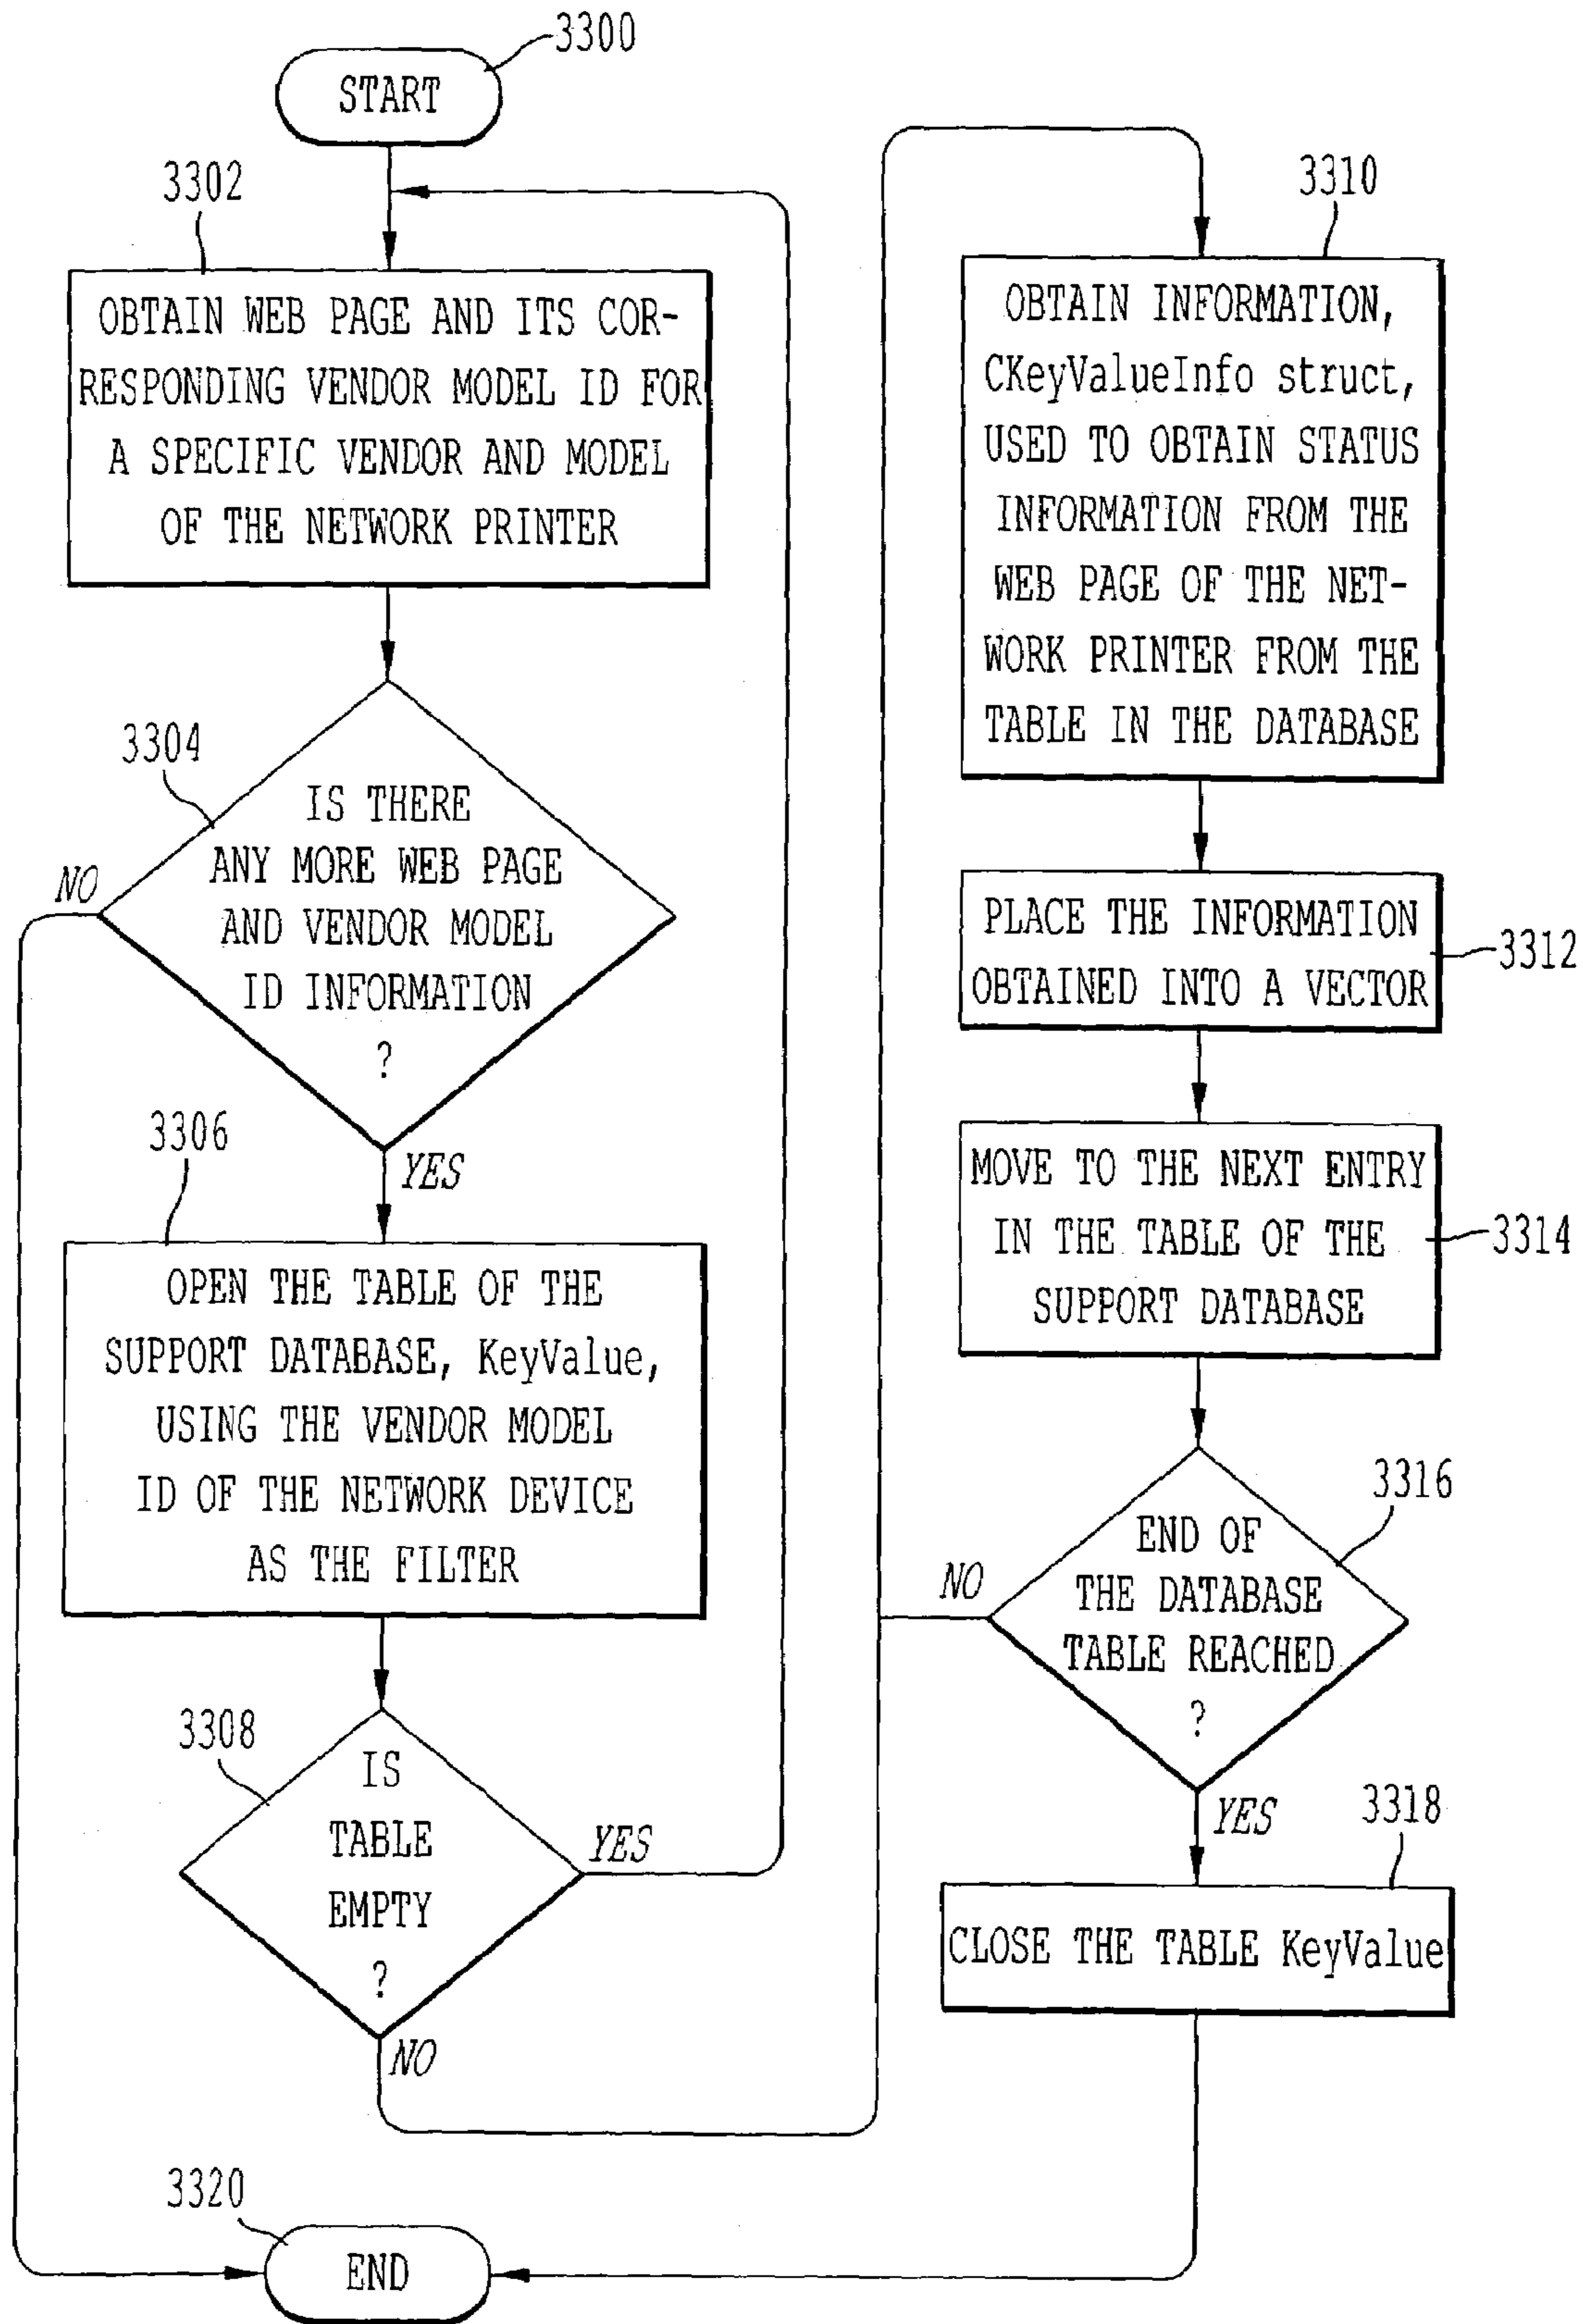 3300
START
3302
OBTAIN WEB PAGE AND ITS COR-
RESPONDING VENDOR MODEL ID FOR
A SPECIFIC VENDOR AND MODEL
OF THE NETWORK PRINTER
3304
IS THERE
ANY MORE WEB PAGE
AND VENDOR MODEL
ID INFORMATION
?
NO
YES
3306
OPEN THE TABLE OF THE
SUPPORT DATABASE, KeyValue,
USING THE VENDOR MODEL
ID OF THE NETWORK DEVICE
AS THE FILTER
3308
IS
TABLE
EMPTY
?
YES
NO
3310
OBTAIN INFORMATION,
CKeyValueInfo struct,
USED TO OBTAIN STATUS
INFORMATION FROM THE
WEB PAGE OF THE NET-
WORK PRINTER FROM THE
TABLE IN THE DATABASE
PLACE THE INFORMATION
OBTAINED INTO A VECTOR
3312
MOVE TO THE NEXT ENTRY
IN THE TABLE OF THE
SUPPORT DATABASE
3314
3316
END OF
THE DATABASE
TABLE REACHED
?
NO
YES
3318
CLOSE THE TABLE KeyValue
3320
END